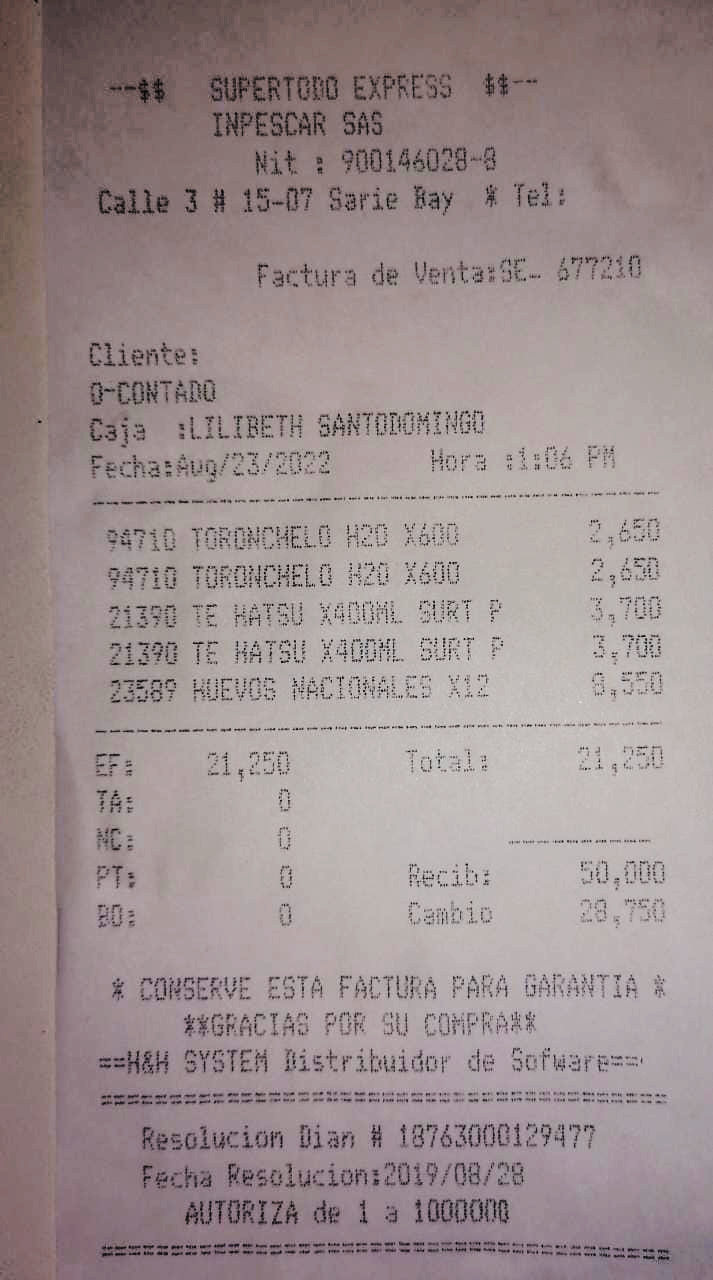 --$$ SUPERTODO EXPRESS $$--
INPESCAR SAS
Nit : 900146028-8
Calle 3 # 15-07 Sarie Bay * Tel:
Factura de Venta:SE- 677210
Cliente:
0-CONTADO
Caja :LILIBETH SANTODOMINGO
Fecha:Aug/23/2022 Hora :1:06 PM
94710 TORONCHELO H2O X600 2,650
94710 TORONCHELO H2O X600 2,650
21390 TE HATSU X400ML SURT P 3,700
21390 TE HATSU X400ML SURT P 3,700
23589 HUEVOS NACIONALES X12 8,550
EF: 21,250 Total: 21,250
TA: 0
NC: 0
PT: 0 Recib: 50,000
BO: 0 Cambio 28,750
* CONSERVE ESTA FACTURA PARA GARANTIA *
**GRACIAS POR SU COMPRA**
==H&H SYSTEM Distribuidor de Sofware==
Resolucion Dian # 18763000129477
Fecha Resolucion:2019/08/28
AUTORIZA de 1 a 1000000